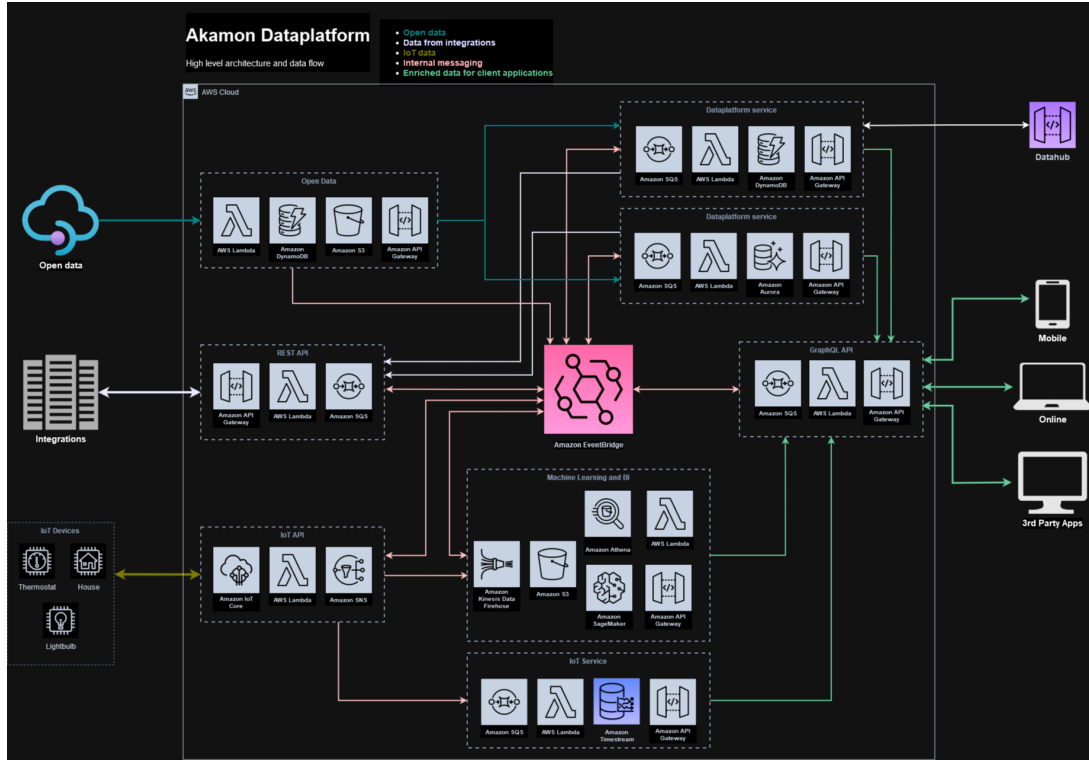 Akamon Dataplatform
High level architecture and data flow
Open data
Data from integrations
IoT data
Internal messaging
Enriched data for client applications
aws
AWS Cloud
Dataplatform service
Amazon SQS
AWS Lambda
Amazon
DynamoDB
Amazon API
Gateway
Datahub
Open Data
AWS Lambda
Amazon
DynamoDB
Amazon S3
Amazon API
Gateway
Open data
Dataplatform service
Amazon SQS
AWS Lambda
Amazon
Aurora
Amazon API
Gateway
Mobile
REST API
Amazon API
Gateway
AWS Lambda
Amazon SQS
Integrations
Amazon EventBridge
GraphQL API
Amazon SQS
AWS Lambda
Amazon API
Gateway
Online
3rd Party Apps
Machine Learning and BI
Amazon Athena
AWS Lambda
Amazon
Kinesis Data
Firehose
Amazon S3
Amazon
SageMaker
Amazon API
Gateway
IoT Devices
Thermostat
House
Lightbulb
IoT API
Amazon IoT
Core
AWS Lambda
Amazon SNS
IoT Service
Amazon SQS
AWS Lambda
Amazon
Timestream
Amazon API
Gateway